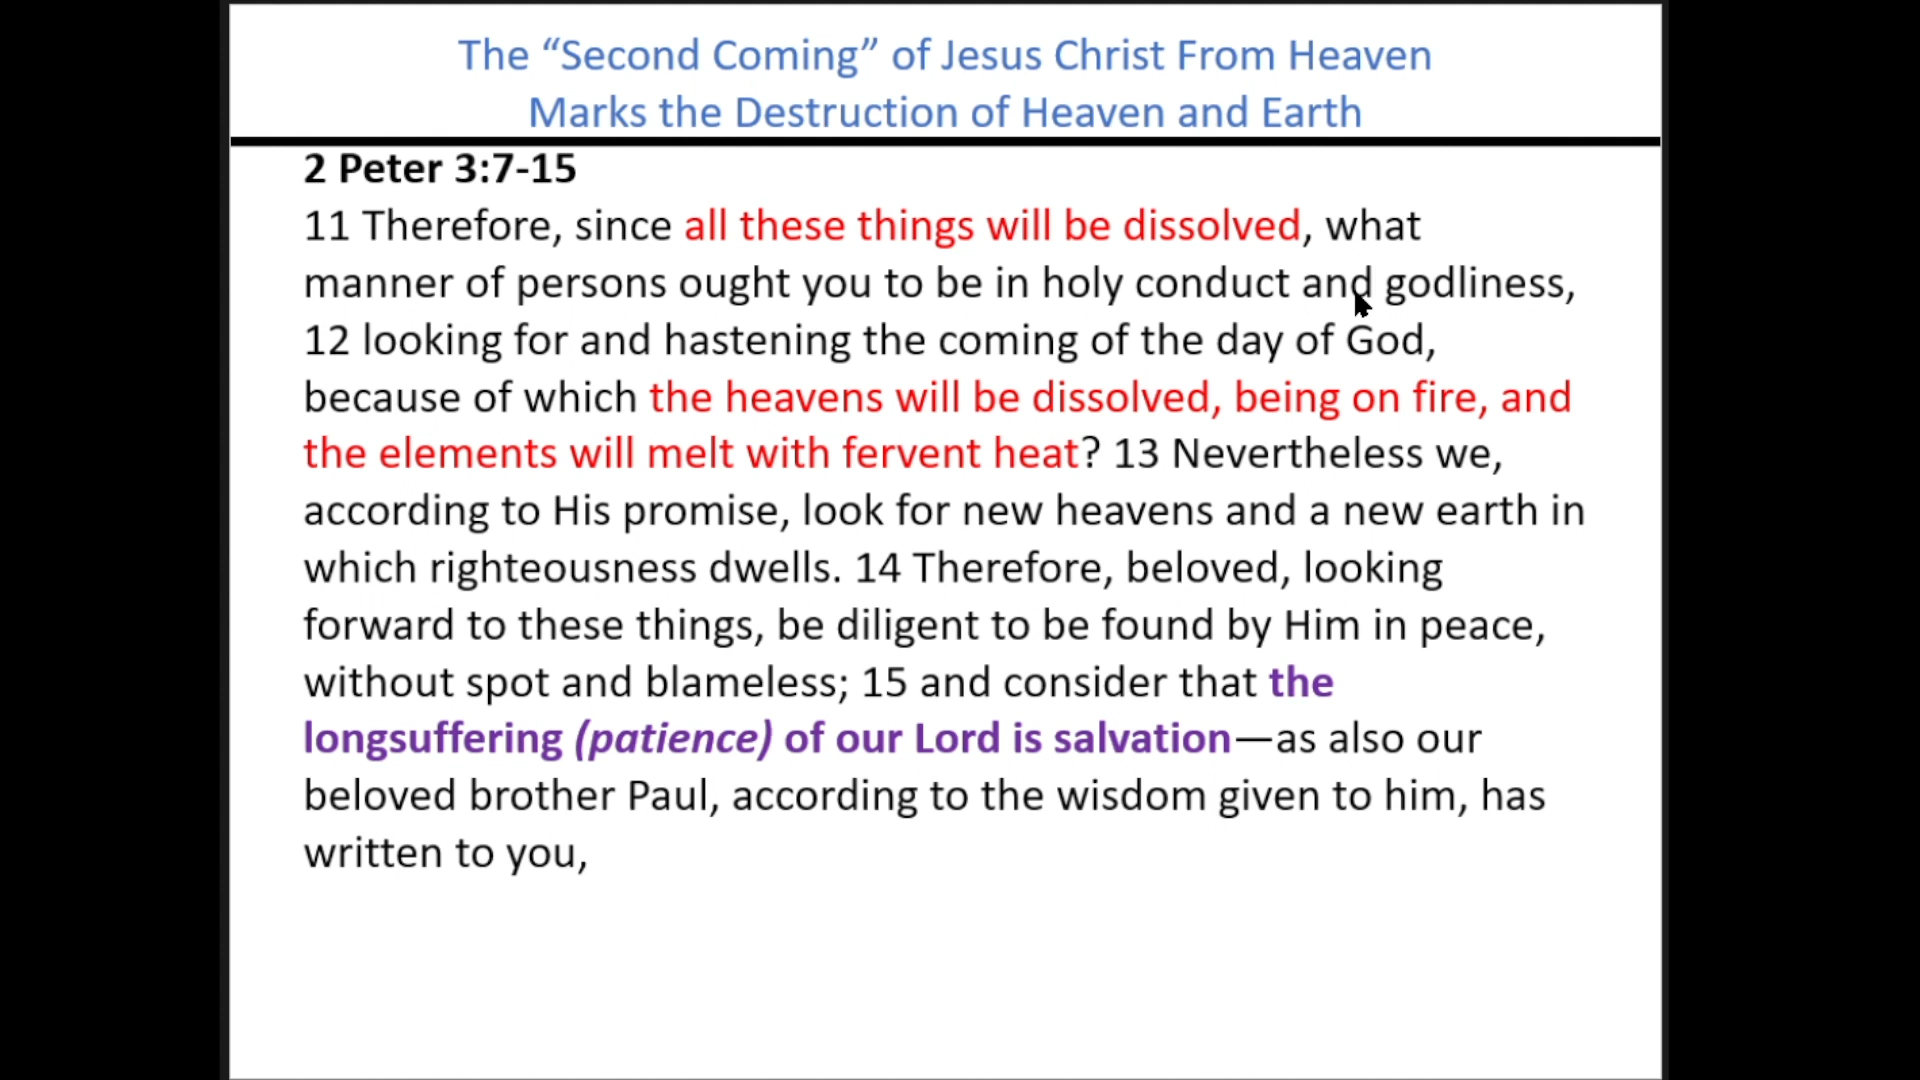 The “Second Coming” of Jesus Christ From Heaven
Marks the Destruction of Heaven and Earth
2 Peter 3:7-15
11 Therefore, since all these things will be dissolved, what
manner of persons ought you to be in holy conduct and godliness,
12 looking for and hastening the coming of the day of God,
because of which the heavens will be dissolved, being on fire, and
the elements will melt with fervent heat? 13 Nevertheless we,
according to His promise, look for new heavens and a new earth in
which righteousness dwells. 14 Therefore, beloved, looking
forward to these things, be diligent to be found by Him in peace,
without spot and blameless; 15 and consider that the
longsuffering (patience) of our Lord is salvation—as also our
beloved brother Paul, according to the wisdom given to him, has
written to you,